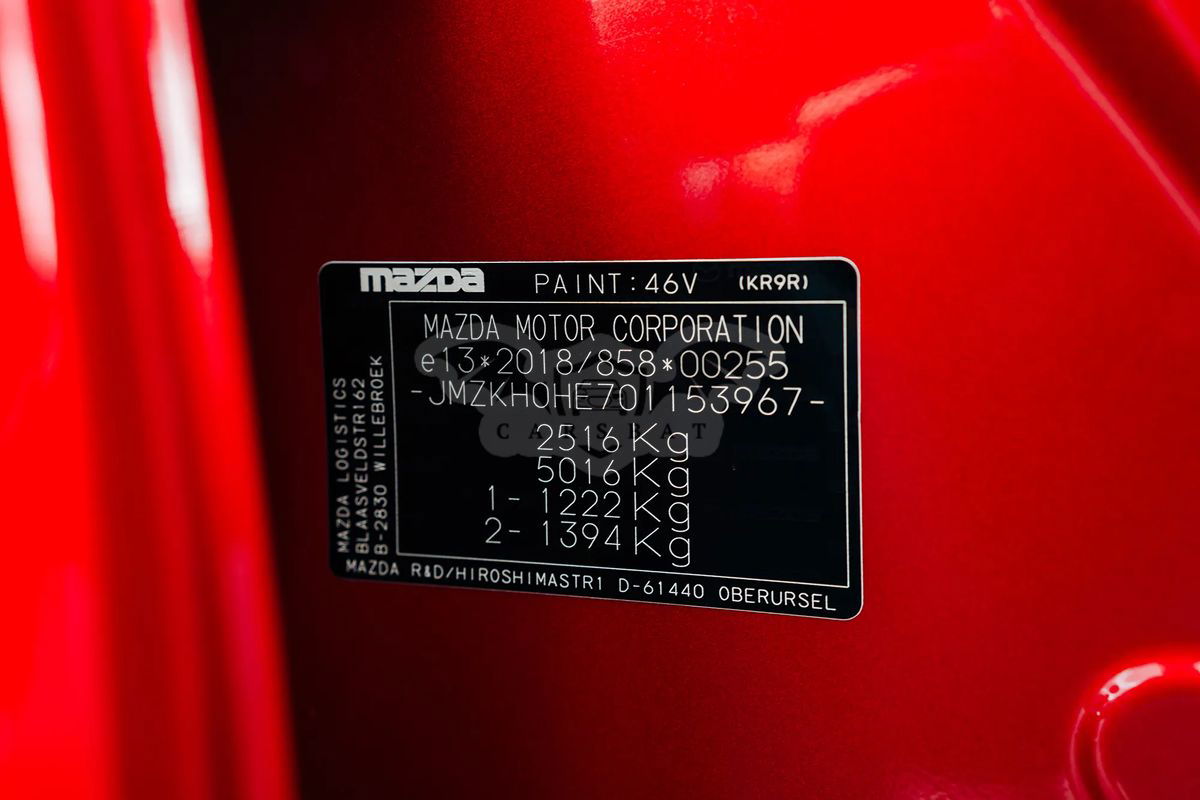 mazda PAINT:46V (KR9R)
MAZDA MOTOR CORPORATION
e13*2018/858*00255
-JMZKH0HE701153967-
CARSBAT
2516Kg
5016Kg
1- 1222Kg
2- 1394Kg
MAZDA LOGISTICS
BLAASVELDSTR162
B-2830 WILLEBROEK
MAZDA R&D/HIROSHIMASTR1 D-61440 OBERURSEL